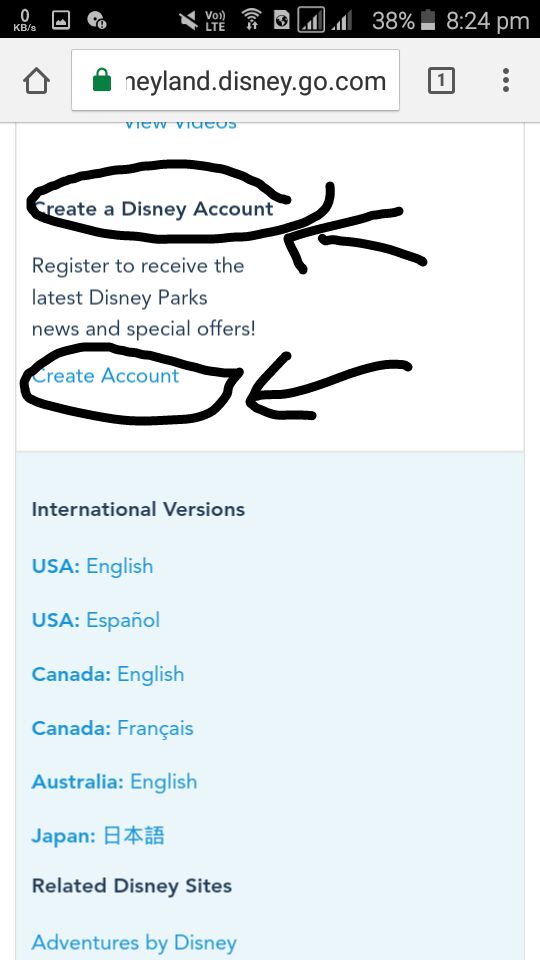 0
KB/s
Vo))
LTE
38%
8:24 pm
neyland.disney.go.com
1
View Videos
Create a Disney Account
Register to receive the
latest Disney Parks
news and special offers!
Create Account
International Versions
USA: English
USA: Español
Canada: English
Canada: Français
Australia: English
Japan: 日本語
Related Disney Sites
Adventures by Disney